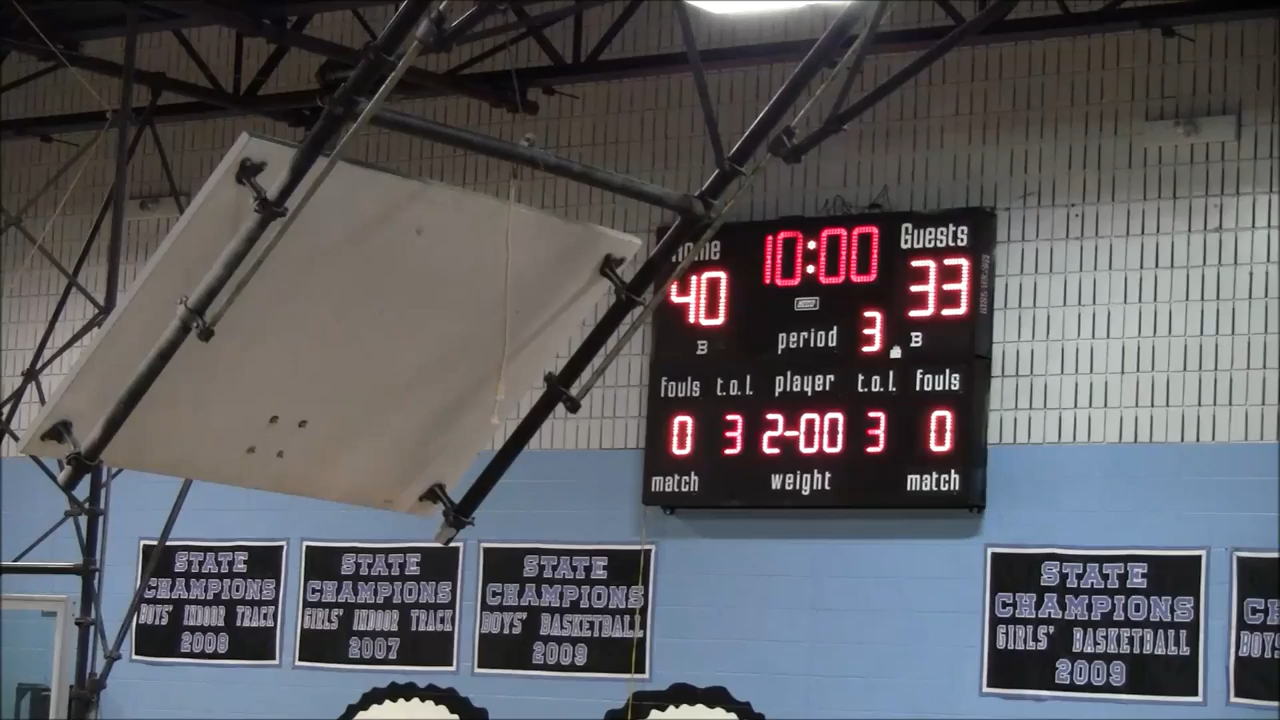 Home 10:00 Guests
40 33
B period 3 B
fouls t.o.l. player t.o.l. fouls
0 3 2-00 3 0
match weight match
STATE
CHAMPIONS
BOYS' INDOOR TRACK
2008
STATE
CHAMPIONS
GIRLS' INDOOR TRACK
2007
STATE
CHAMPIONS
BOYS' BASKETBALL
2009
STATE
CHAMPIONS
GIRLS' BASKETBALL
2009